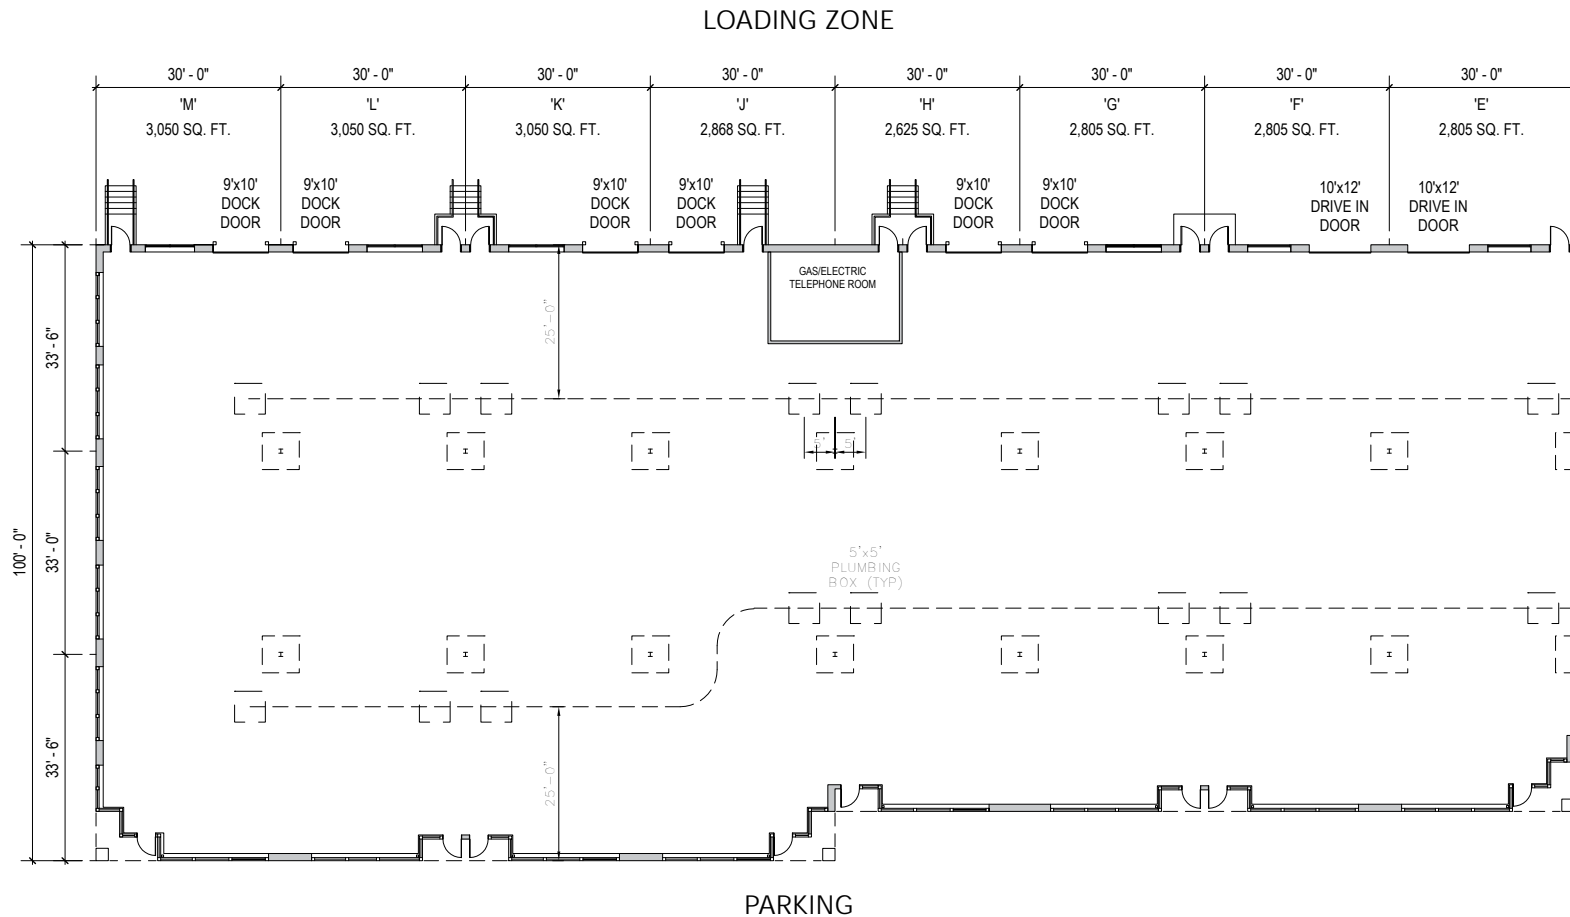 LOADING ZONE
30' - 0"
30' - 0"
30' - 0"
30' - 0"
30' - 0"
30' - 0"
30' - 0"
30' - 0"
'M'
'L'
'K'
'J'
'H'
'G'
'F'
'E'
3,050 SQ. FT.
3,050 SQ. FT.
3,050 SQ. FT.
2,868 SQ. FT.
2,625 SQ. FT.
2,805 SQ. FT.
2,805 SQ. FT.
2,805 SQ. FT.
9'x10'
DOCK
DOOR
9'x10'
DOCK
DOOR
9'x10'
DOCK
DOOR
9'x10'
DOCK
DOOR
9'x10'
DOCK
DOOR
9'x10'
DOCK
DOOR
10'x12'
DRIVE IN
DOOR
10'x12'
DRIVE IN
DOOR
GAS/ELECTRIC
TELEPHONE ROOM
25'-0"
33' - 6"
5'
5'
100' - 0"
33' - 0"
5'x5'
PLUMBING
BOX (TYP)
33' - 6"
25'-0"
PARKING